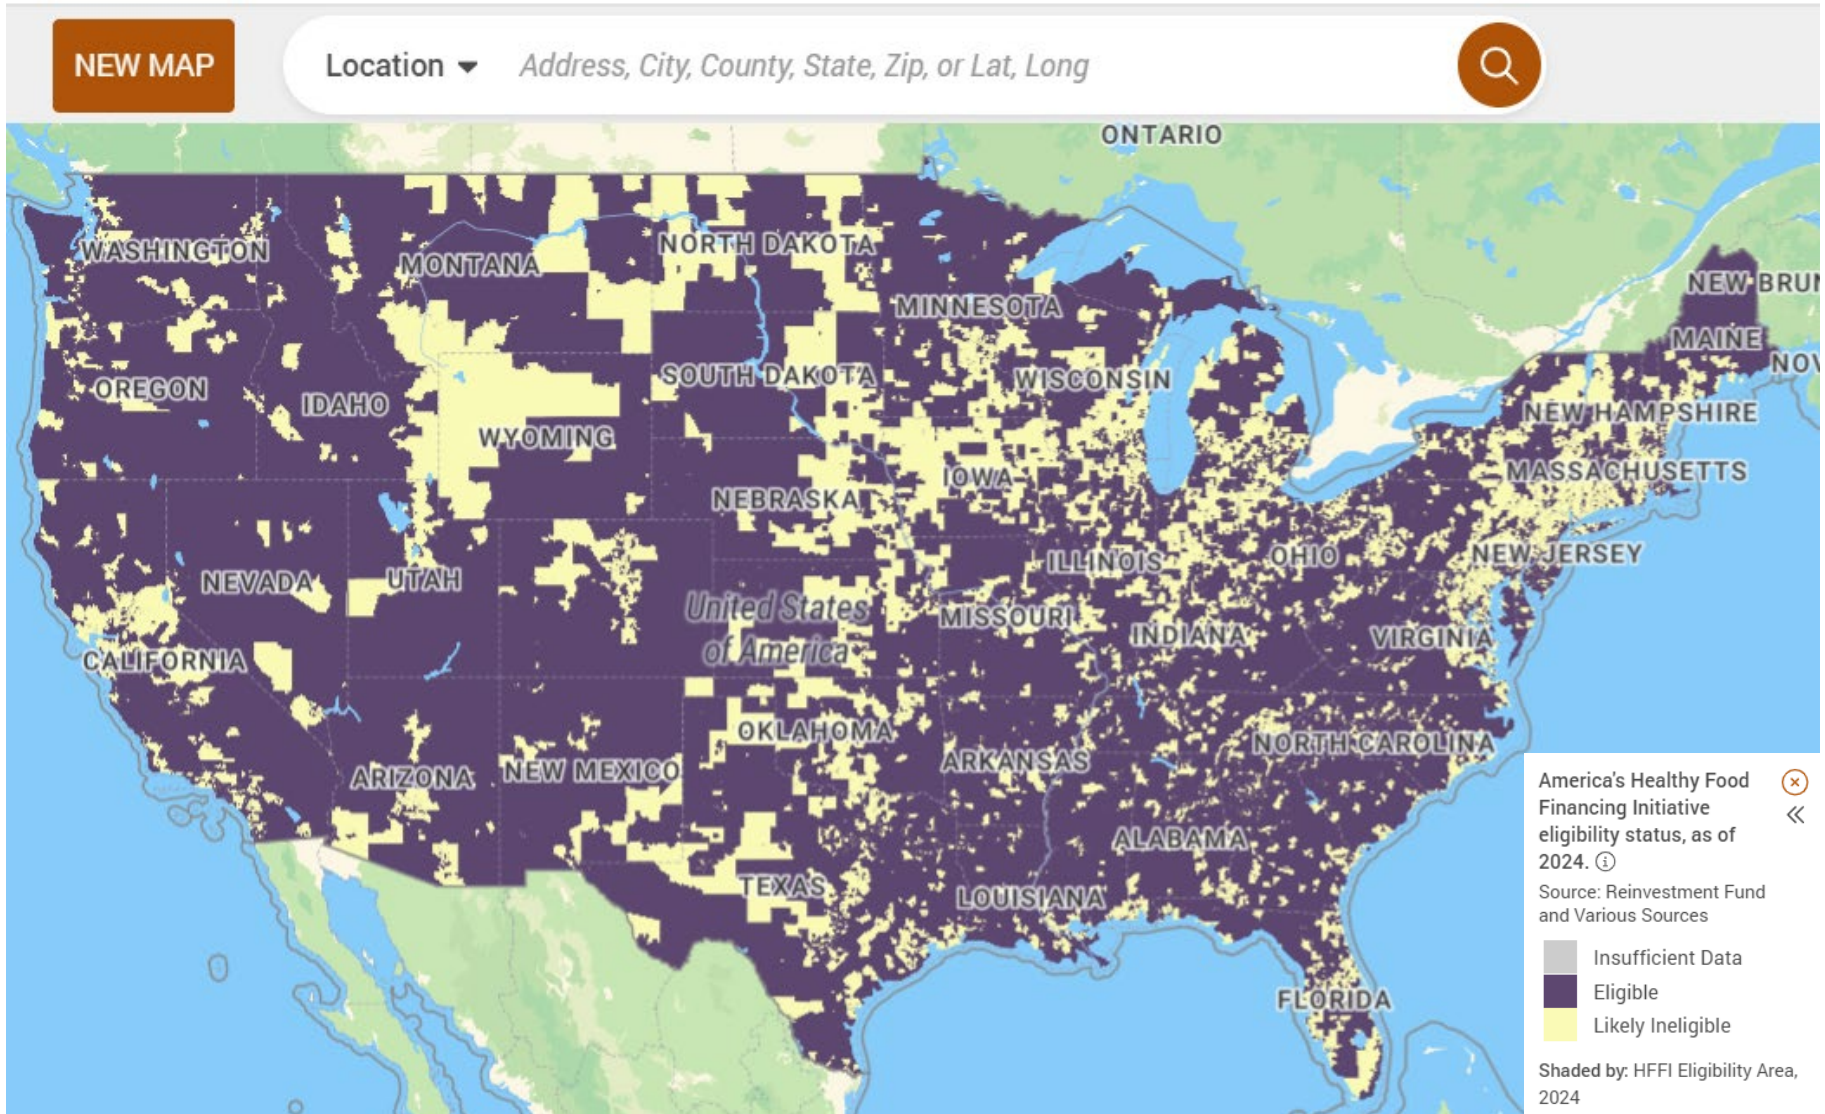 NEW MAP
Location
Address, City, County, State, Zip, or Lat, Long
ONTARIO
WASHINGTON
MONTANA
NORTH DAKOTA
NEW BRUN
MINNESOTA
MAINE
NOV
OREGON
IDAHO
SOUTH DAKOTA
WISCONSIN
NEW HAMPSHIRE
WYOMING
IOWA
MASSACHUSETTS
NEBRASKA
NEVADA
UTAH
ILLINOIS
OHIO
NEW JERSEY
United States
of America
MISSOURI
INDIANA
VIRGINIA
CALIFORNIA
OKLAHOMA
NORTH CAROLINA
ARIZONA
NEW MEXICO
ARKANSAS
ALABAMA
TEXAS
LOUISIANA
FLORIDA
America's Healthy Food
Financing Initiative
eligibility status, as of
2024.
Source: Reinvestment Fund
and Various Sources
Insufficient Data
Eligible
Likely Ineligible
Shaded by: HFFI Eligibility Area,
2024